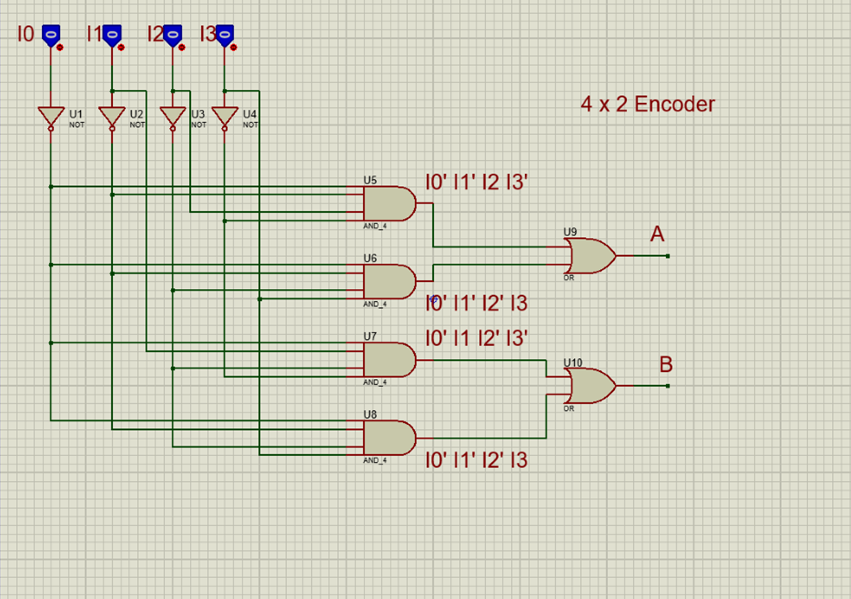 I0 I1 I2 I3
0 0 0 0
4 x 2 Encoder
U1 U2 U3 U4
NOT NOT NOT NOT
U5
I0' I1' I2 I3'
AND_4
U9
A
OR
U6
I0' I1' I2' I3
AND_4
U7
I0' I1 I2' I3'
AND_4
U10
B
OR
U8
I0' I1' I2' I3
AND_4